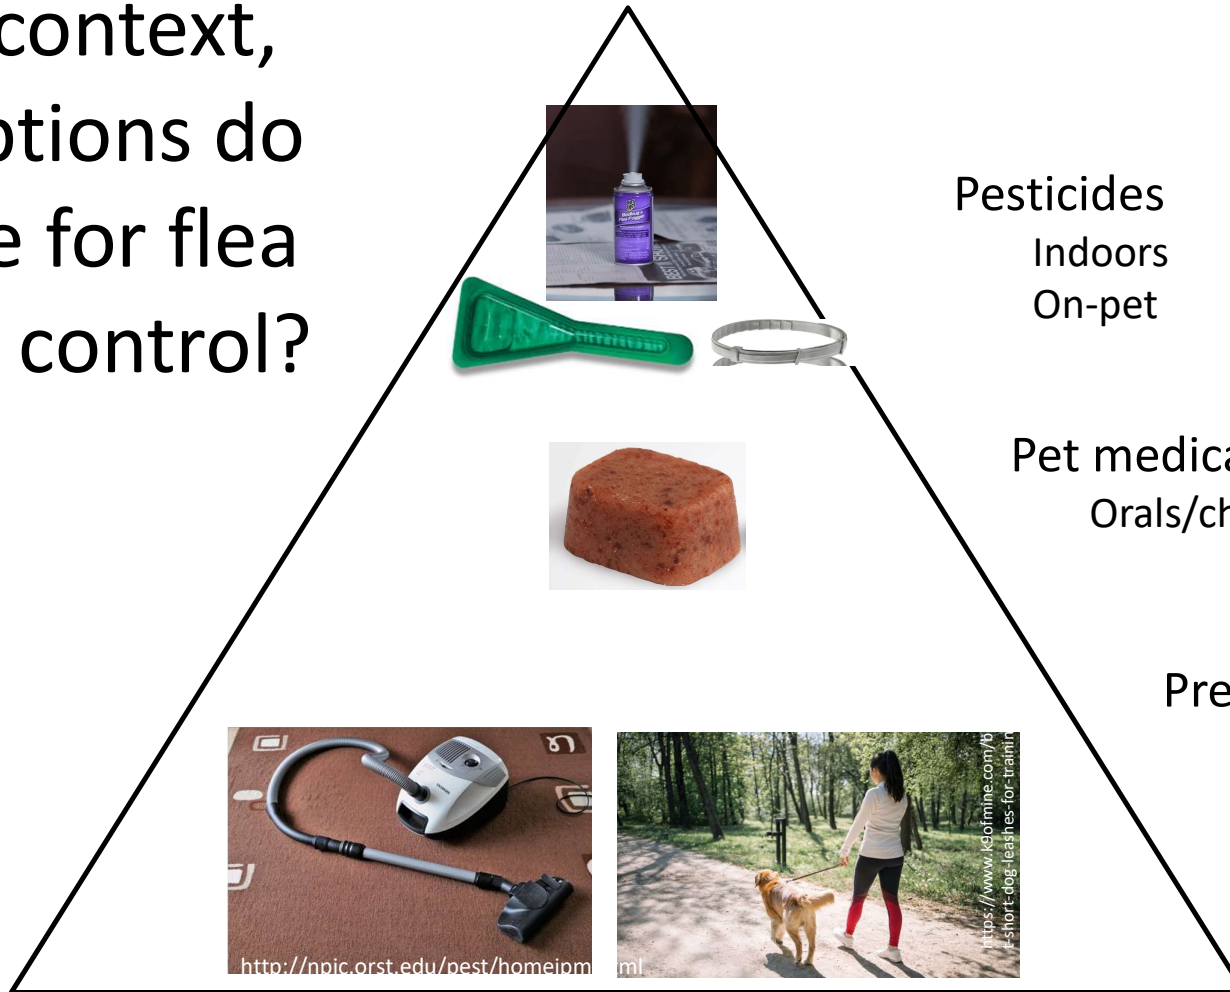 context,
ptions do
e for flea
control?
Pesticides
Indoors
On-pet
Pet medica
Orals/ch
Pre
http://npic.orst.edu/pest/homeipm
ml
https://www.k9ofmine.com/b
t-short-dog-leashes-for-trainin